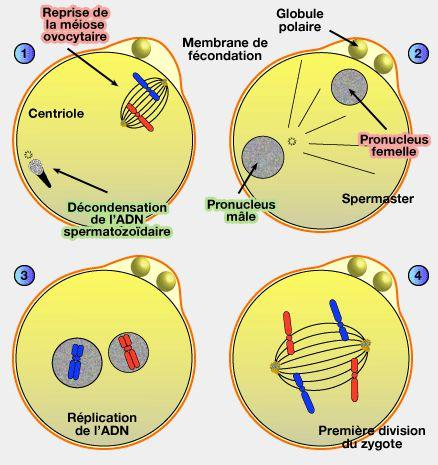 Reprise de
la méiose
ovocytaire
Membrane de
fécondation
Globule
polaire
1
2
Centriole
Pronucleus
femelle
Décondensation
de l'ADN
spermatozoïdaire
Pronucleus
mâle
Spermaster
3
4
Réplication
de l'ADN
Première division
du zygote